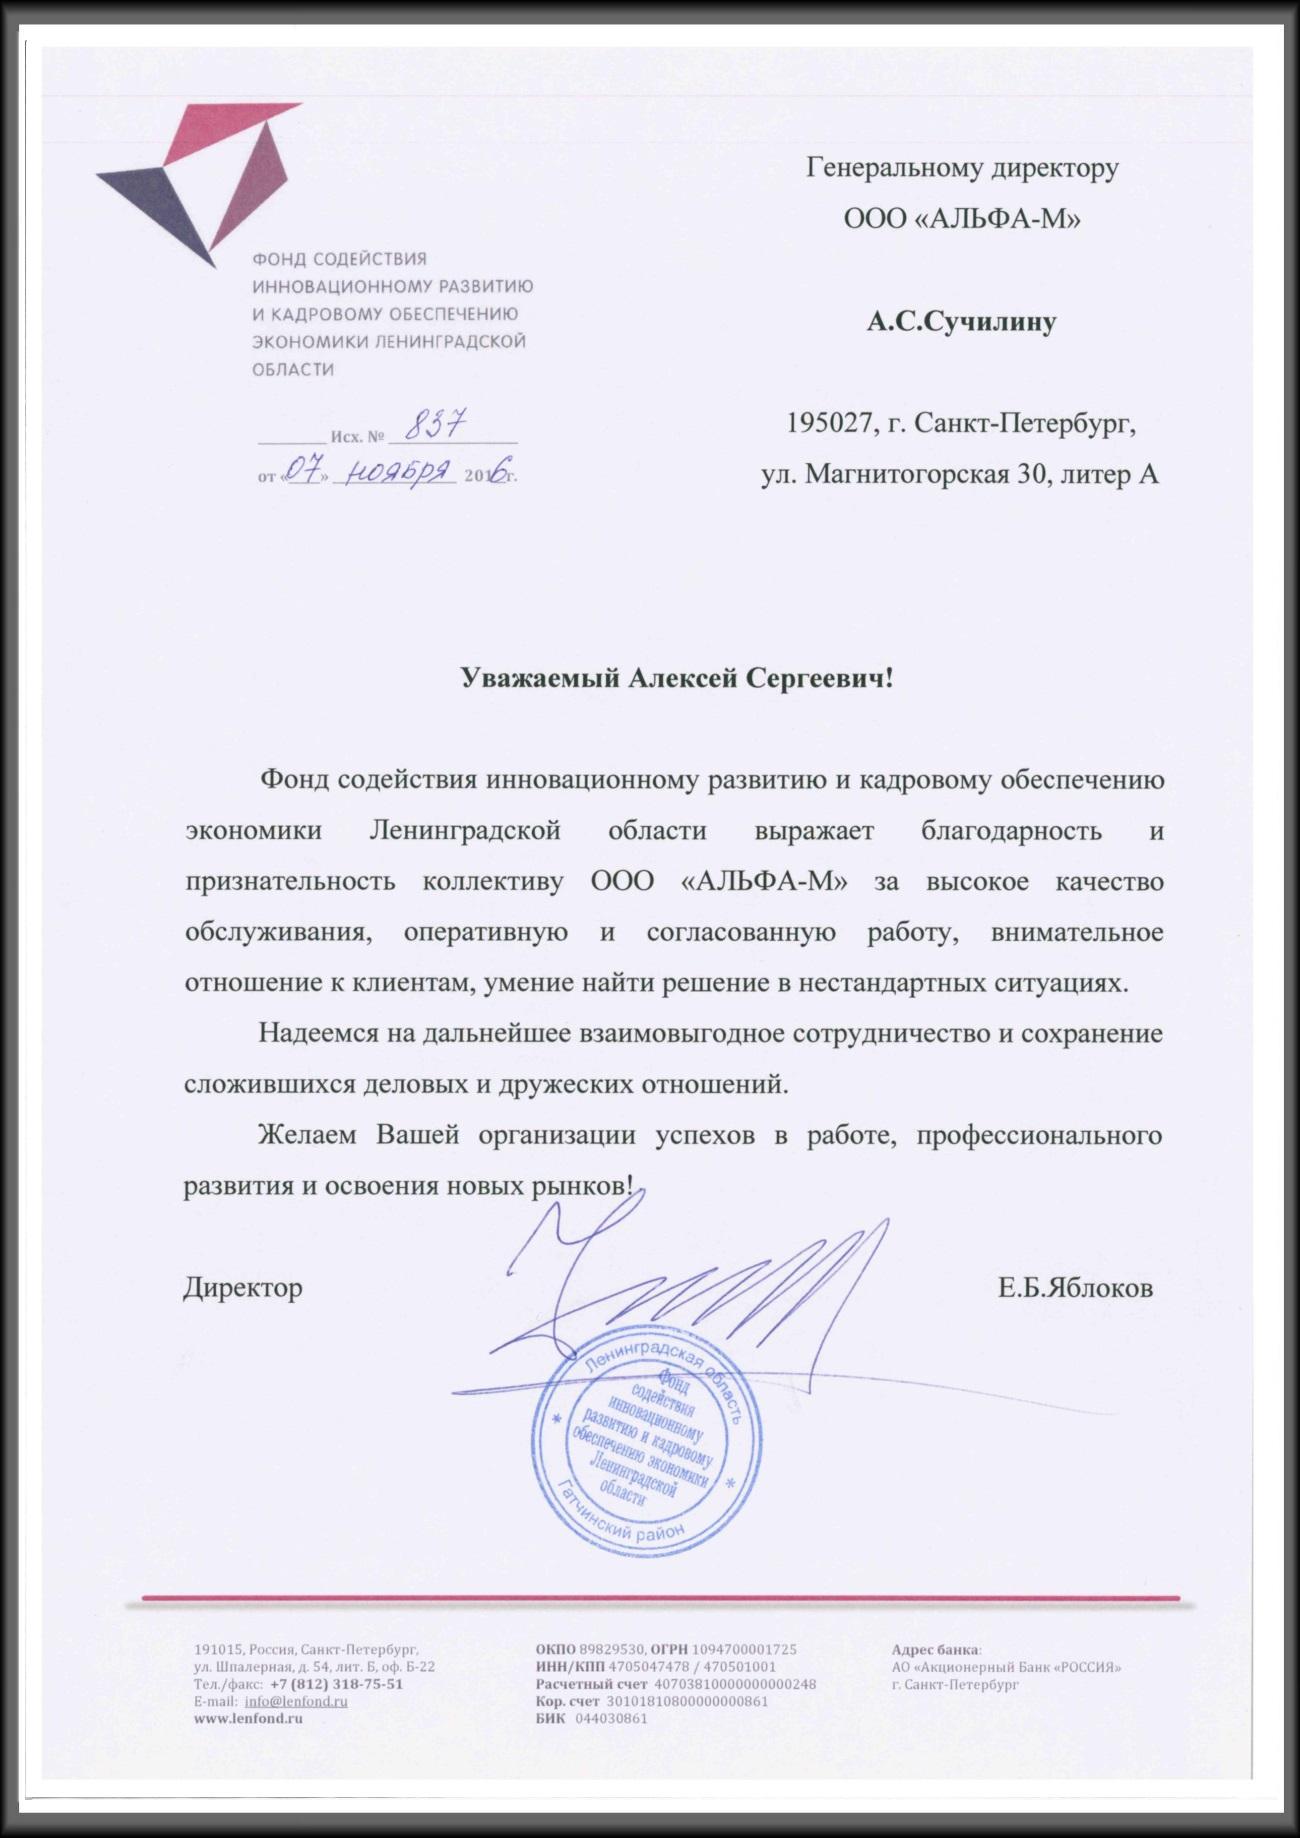 ФОНД СОДЕЙСТВИЯ
ИННОВАЦИОННОМУ РАЗВИТИЮ
И КАДРОВОМУ ОБЕСПЕЧЕНИЮ
ЭКОНОМИКИ ЛЕНИНГРАДСКОЙ
ОБЛАСТИ
Исх. № 837
от «07» ноября 2016г.
Генеральному директору
ООО «АЛЬФА-М»
А.С.Сучилину
195027, г. Санкт-Петербург,
ул. Магнитогорская 30, литер А
Уважаемый Алексей Сергеевич!
Фонд содействия инновационному развитию и кадровому обеспечению
экономики Ленинградской области выражает благодарность и
признательность коллективу ООО «АЛЬФА-М» за высокое качество
обслуживания, оперативную и согласованную работу, внимательное
отношение к клиентам, умение найти решение в нестандартных ситуациях.
Надеемся на дальнейшее взаимовыгодное сотрудничество и сохранение
сложившихся деловых и дружеских отношений.
Желаем Вашей организации успехов в работе, профессионального
развития и освоения новых рынков!
Директор
Е.Б.Яблоков
Ленинградская область
Фонд
содействия
инновационному
развитию и кадровому
обеспечению экономики
Ленинградской
области
Гатчинский район
191015, Россия, Санкт-Петербург,
ул. Шпалерная, д. 54, лит. Б, оф. Б-22
Тел./факс: +7 (812) 318-75-51
E-mail: info@lenfond.ru
www.lenfond.ru
ОКПО 89829530, ОГРН 1094700001725
ИНН/КПП 4705047478 / 470501001
Расчетный счет 40703810000000000248
Кор. счет 30101810800000000861
БИК 044030861
Адрес банка:
АО «Акционерный Банк «РОССИЯ»
г. Санкт-Петербург